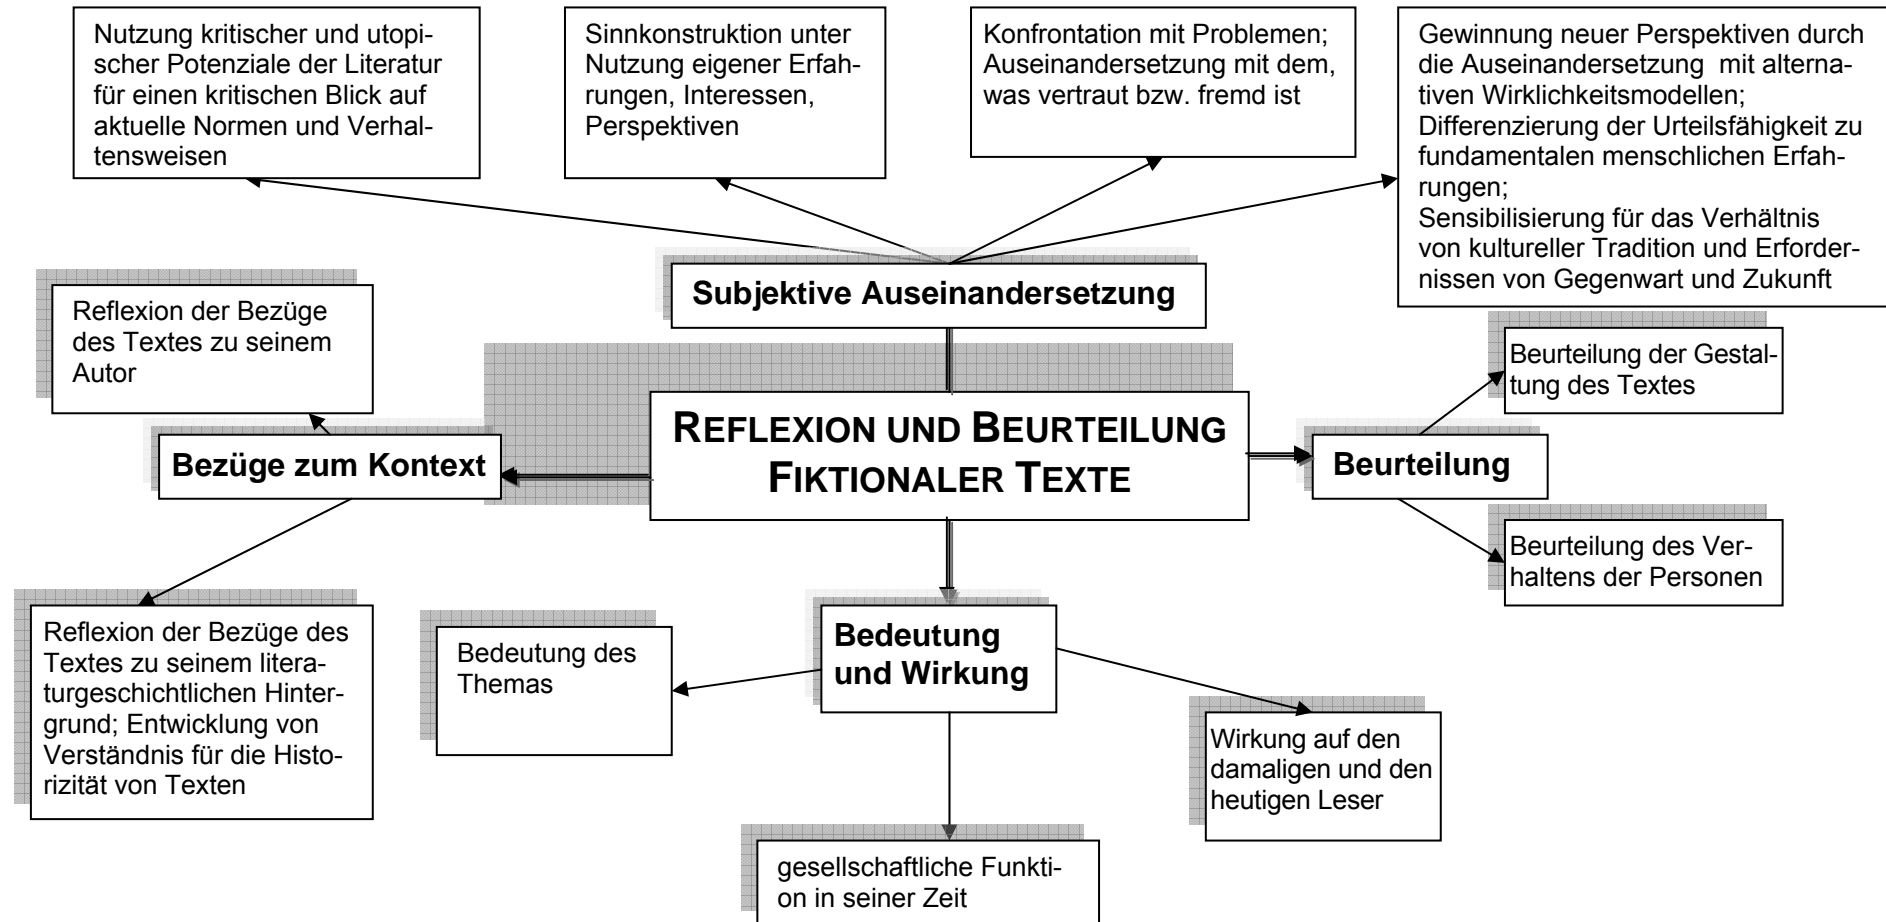 Nutzung kritischer und utopi-
scher Potenziale der Literatur
für einen kritischen Blick auf
aktuelle Normen und Verhal-
tensweisen
Sinnkonstruktion unter
Nutzung eigener Erfah-
rungen, Interessen,
Perspektiven
Konfrontation mit Problemen;
Auseinandersetzung mit dem,
was vertraut bzw. fremd ist
Gewinnung neuer Perspektiven durch
die Auseinandersetzung mit alterna-
tiven Wirklichkeitsmodellen;
Differenzierung der Urteilsfähigkeit zu
fundamentalen menschlichen Erfah-
rungen;
Sensibilisierung für das Verhältnis
von kultureller Tradition und Erforder-
nissen von Gegenwart und Zukunft
Subjektive Auseinandersetzung
Reflexion der Bezüge
des Textes zu seinem
Autor
Beurteilung der Gestal-
tung des Textes
REFLEXION UND BEURTEILUNG
FIKTIONALER TEXTE
Bezüge zum Kontext
Beurteilung
Beurteilung des Ver-
haltens der Personen
Reflexion der Bezüge des
Textes zu seinem litera-
turgeschichtlichen Hinter-
grund; Entwicklung von
Verständnis für die Histo-
rizität von Texten
Bedeutung des
Themas
Bedeutung
und Wirkung
Wirkung auf den
damaligen und den
heutigen Leser
gesellschaftliche Funkti-
on in seiner Zeit